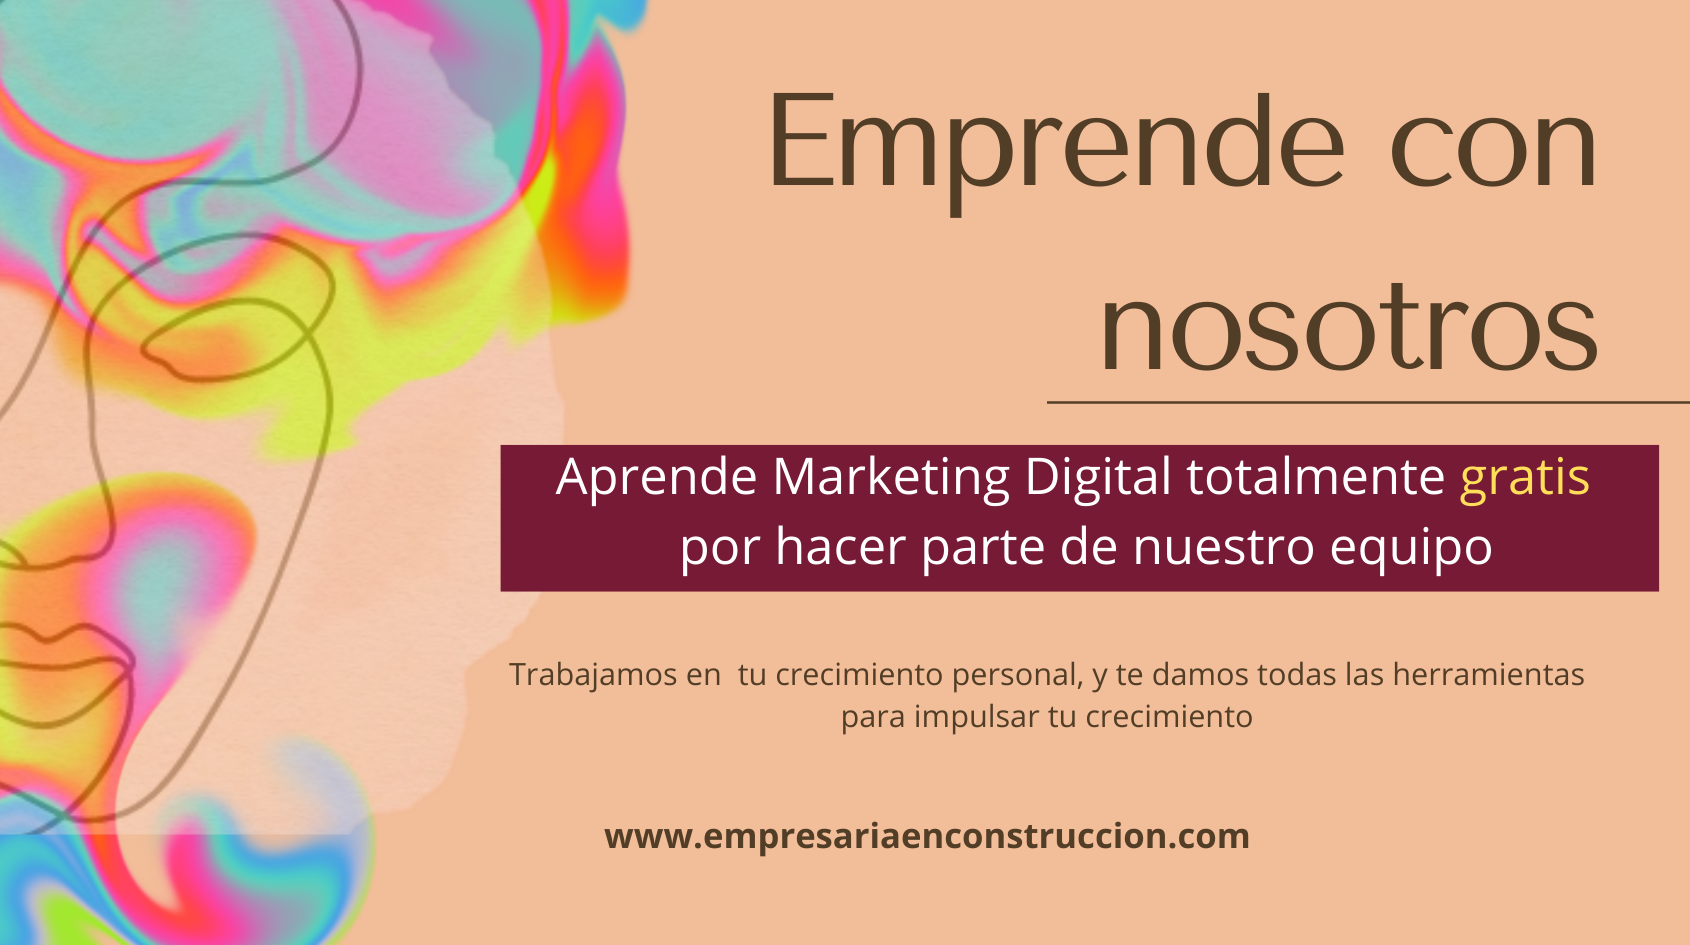 Emprende con
nosotros
Aprende Marketing Digital totalmente gratis
por hacer parte de nuestro equipo
Trabajamos en  tu crecimiento personal, y te damos todas las herramientas
para impulsar tu crecimiento
www.empresariaenconstruccion.com